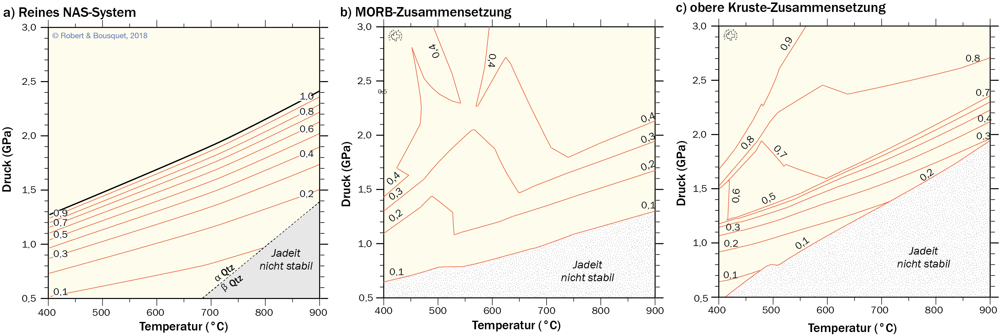 a) Reines NAS-System
© Robert & Bousquet, 2018
3,0
2,5
2,0
1,5
1,0
0,5
Druck (GPa)
1,0
0,8
0,6
0,4
0,2
0,9
0,7
0,5
0,3
0,1
α Qtz
β Qtz
Jadeit
nicht stabil
400 500 600 700 800 900
Temperatur (°C)
b) MORB-Zusammensetzung
Theriak-Domino
3,0
2,5
2,0
1,5
1,0
0,5
Druck (GPa)
0,5
0,4
0,4
0,4
0,3
0,2
0,1
0,4
0,3
0,2
0,1
Jadeit
nicht stabil
400 500 600 700 800 900
Temperatur (°C)
c) obere Kruste-Zusammensetzung
Theriak-Domino
3,0
2,5
2,0
1,5
1,0
0,5
Druck (GPa)
0,9
0,8
0,7
0,4
0,3
0,8
0,7
0,6
0,5
0,2
0,3
0,2
0,1
0,1
Jadeit
nicht stabil
400 500 600 700 800 900
Temperatur (°C)